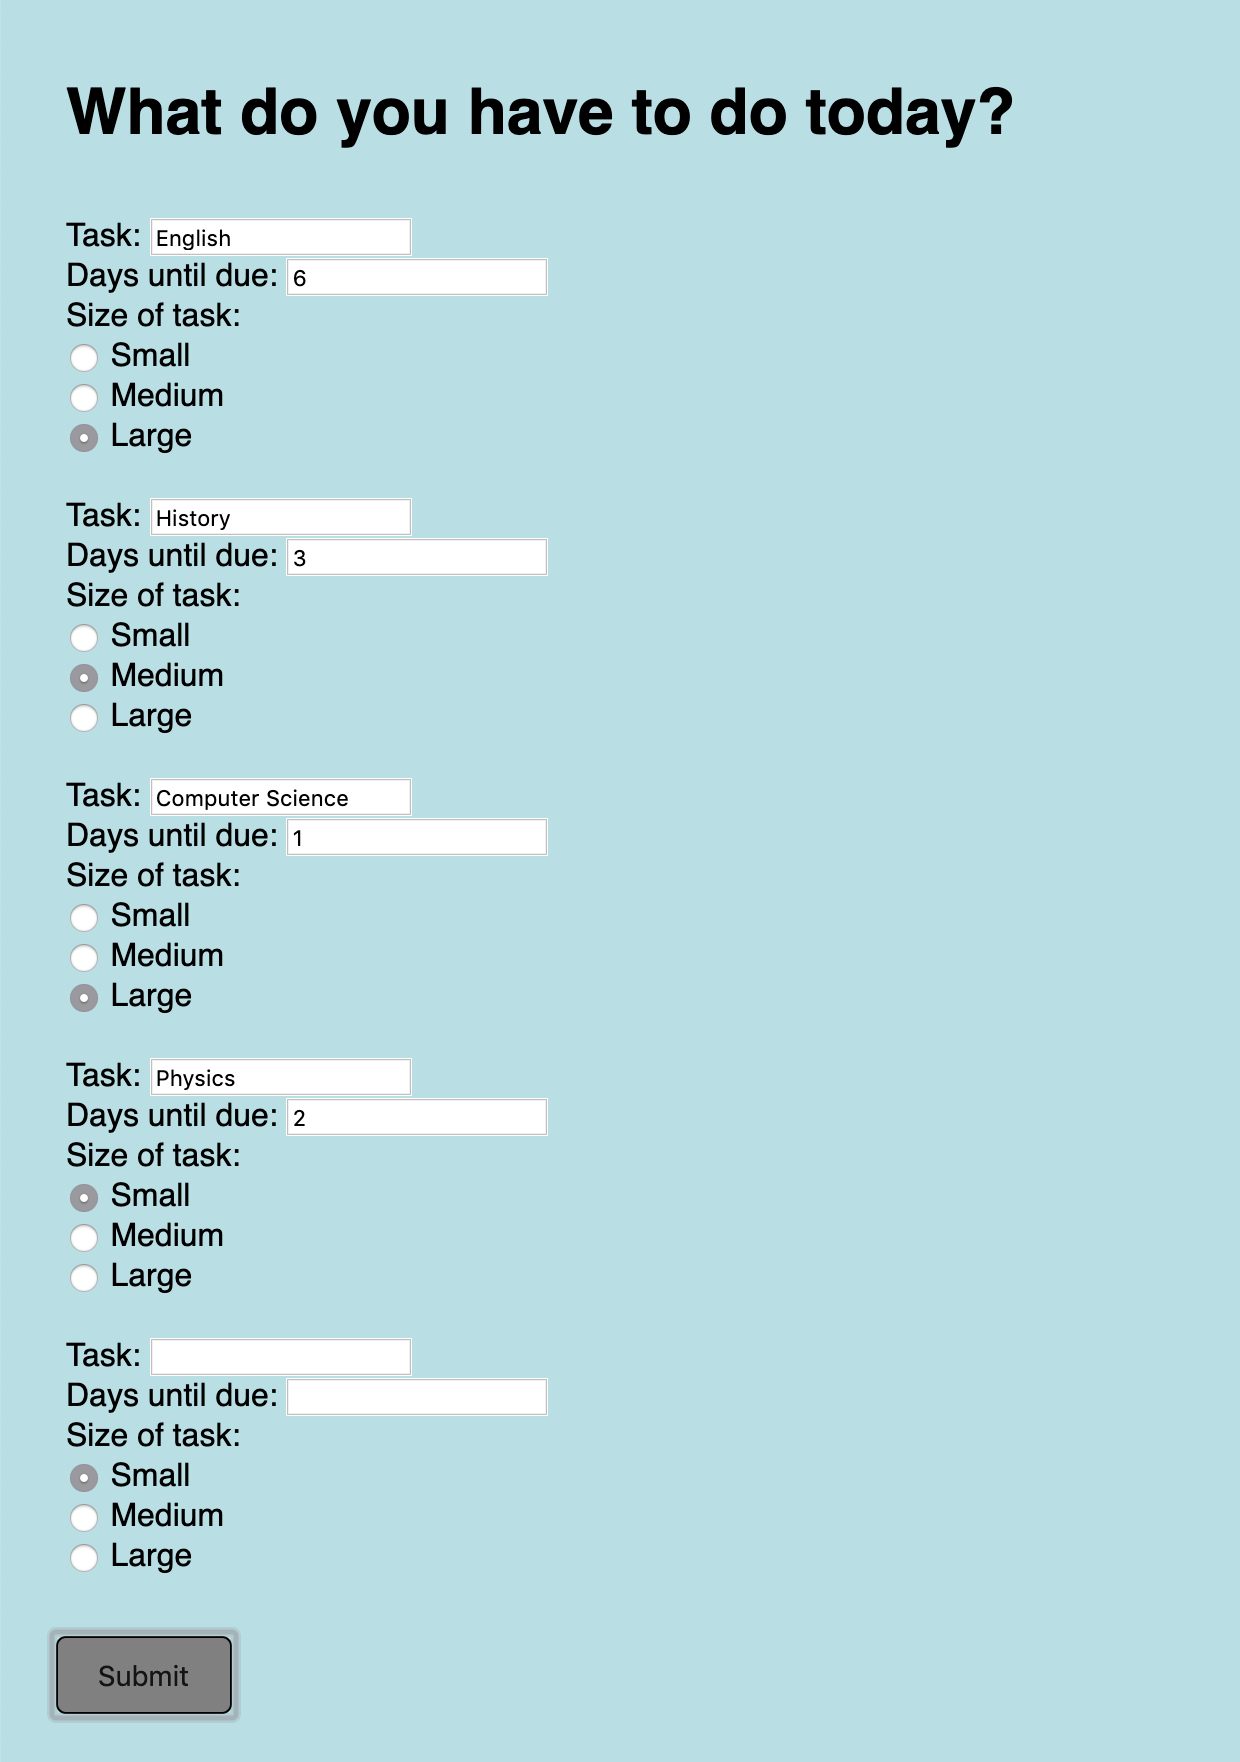 What do you have to do today?
Task: English
Days until due: 6
Size of task:
Small
Medium
Large
Task: History
Days until due: 3
Size of task:
Small
Medium
Large
Task: Computer Science
Days until due: 1
Size of task:
Small
Medium
Large
Task: Physics
Days until due: 2
Size of task:
Small
Medium
Large
Task:
Days until due:
Size of task:
Small
Medium
Large
Submit